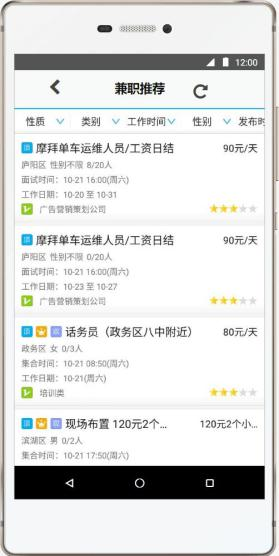 12:00
兼职推荐
性质 类别 工作时间 性别 发布时
顶 摩拜单车运维人员/工资日结 90元/天
庐阳区 性别不限 8/20人
面试时间：10-21 16:00(周六)
工作日期：10-20 至 10-31
广告营销策划公司
顶 摩拜单车运维人员/工资日结 90元/天
庐阳区 性别不限 0/20人
面试时间：10-21 16:00(周六)
工作日期：10-23 至 10-27
广告营销策划公司
顶 话务员（政务区八中附近） 80元/天
政务区 女 0/3人
集合时间：10-21 08:50(周六)
工作日期：10-21(周六)
培训类
顶 现场布置 120元2个... 120元2个小...
滨湖区 男 0/2人
集合时间：10-21 17:50(周六)